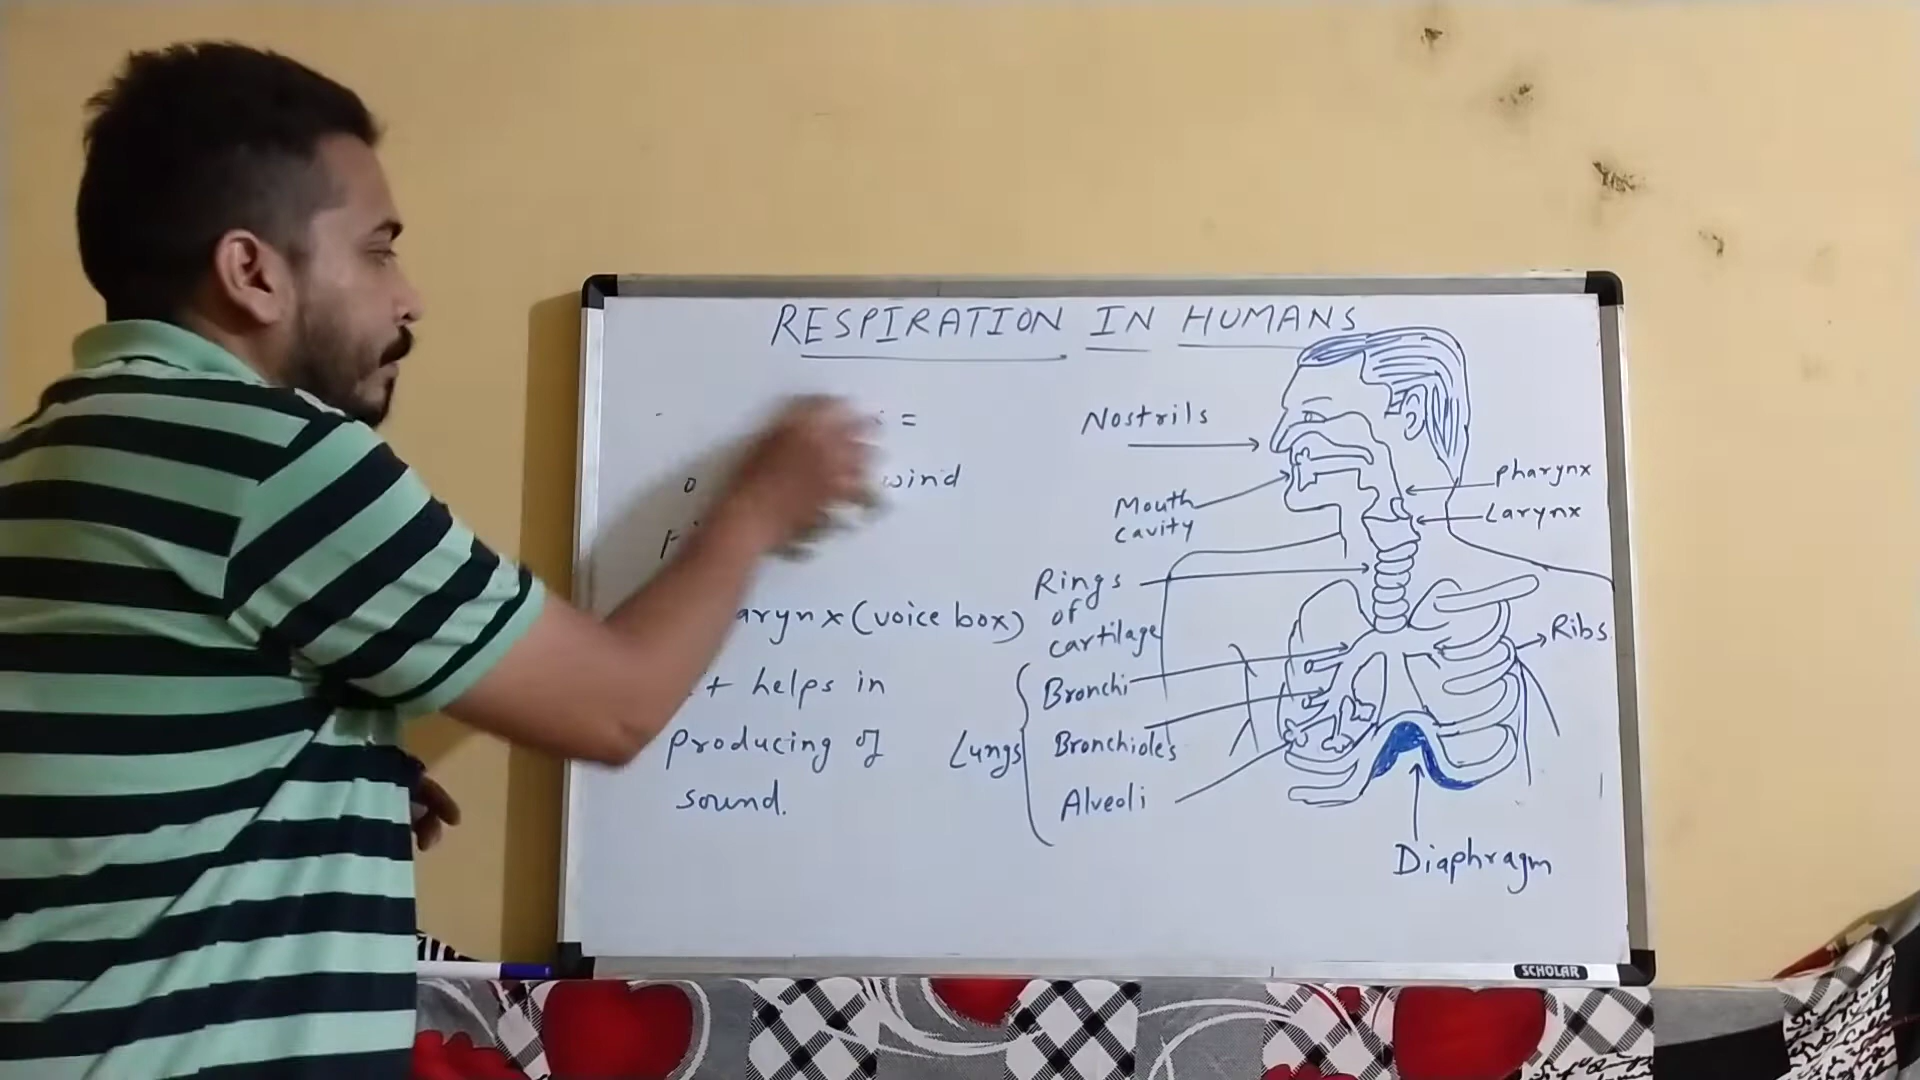 RESPIRATION IN HUMANS
=
wind
(voice box)
helps in
producing of
sound.
Nostrils
Mouth
cavity
pharynx
Larynx
Rings
of
cartilage
Ribs
Lungs
Bronchi
Bronchioles
Alveoli
Diaphragm
SCHOLAR